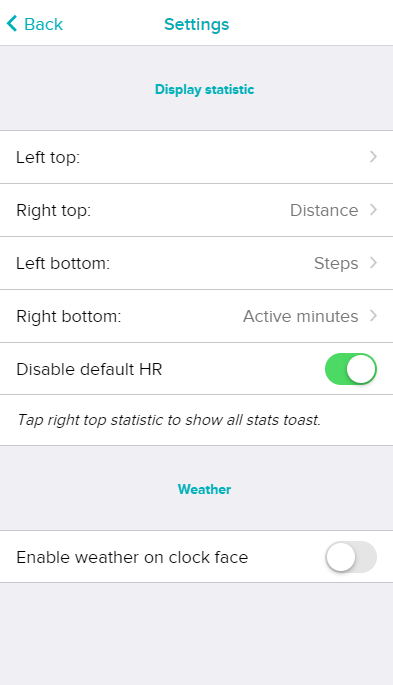 Back Settings
Display statistic
Left top:
Right top: Distance
Left bottom: Steps
Right bottom: Active minutes
Disable default HR
Tap right top statistic to show all stats toast.
Weather
Enable weather on clock face